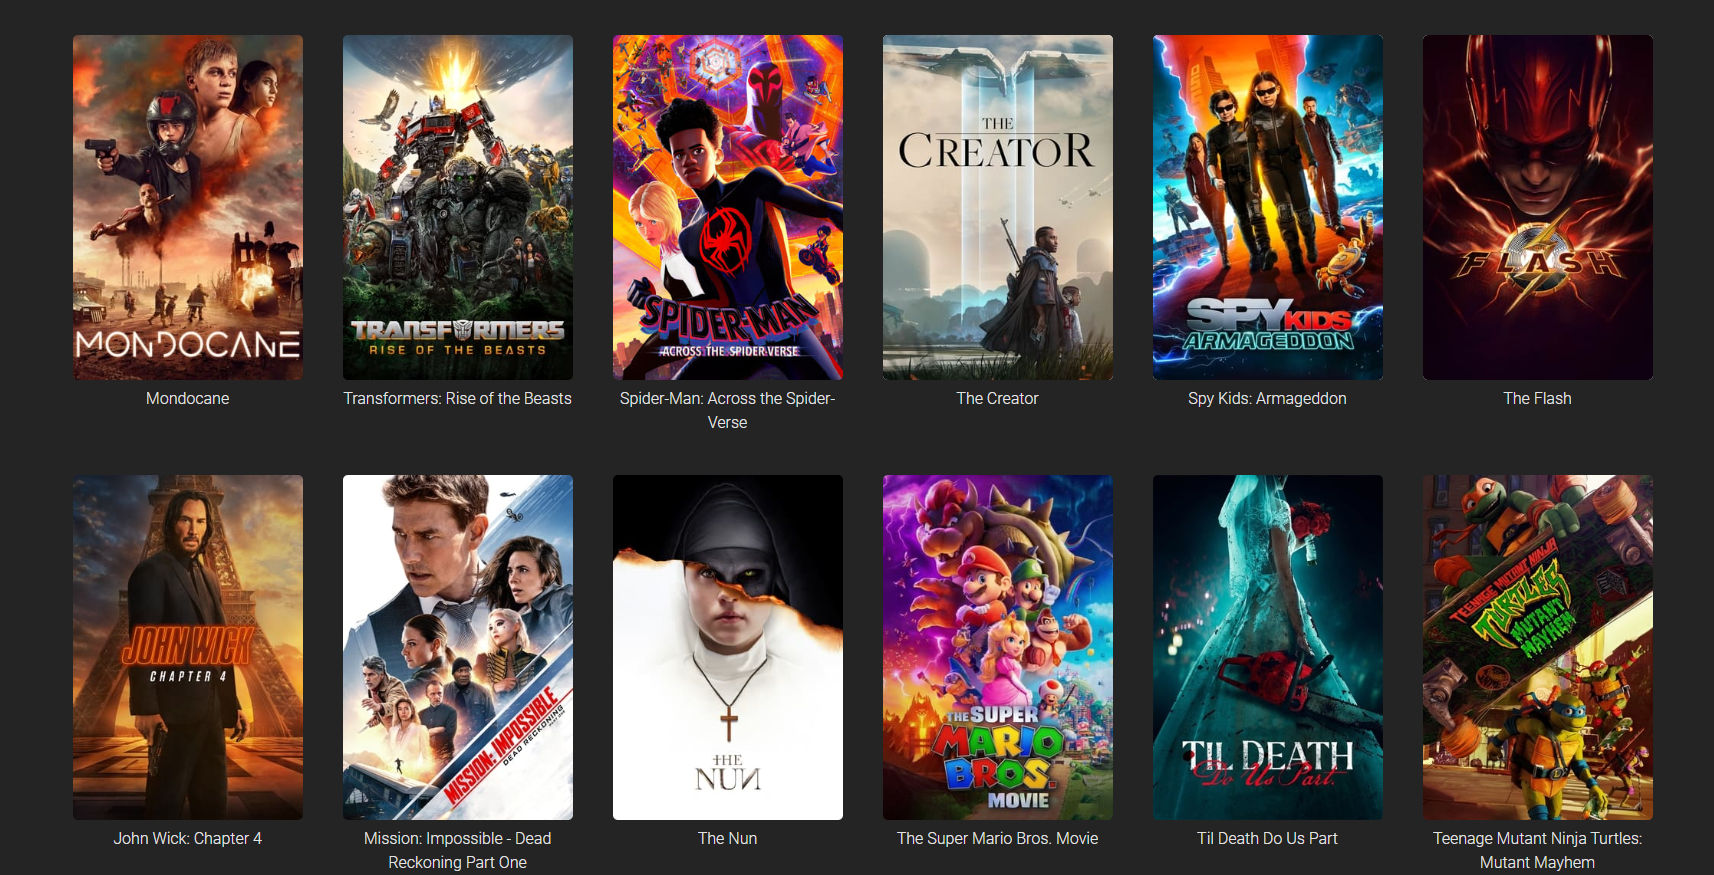 MONDOCANE
TRANSFORMERS
RISE OF THE BEASTS
SPIDER-MAN
ACROSS THE SPIDER-VERSE
THE
CREATOR
SPY KIDS
ARMAGEDDON
FLASH
Mondocane
Transformers: Rise of the Beasts
Spider-Man: Across the Spider-
Verse
The Creator
Spy Kids: Armageddon
The Flash
JOHN WICK
CHAPTER 4
MISSION: IMPOSSIBLE
DEAD RECKONING
THE
NUN
THE SUPER
MARIO
BROS.
MOVIE
TIL DEATH
Do Us Part.
TEENAGE MUTANT NINJA
TURTLES
MUTANT
MAYHEM
John Wick: Chapter 4
Mission: Impossible - Dead
Reckoning Part One
The Nun
The Super Mario Bros. Movie
Til Death Do Us Part
Teenage Mutant Ninja Turtles:
Mutant Mayhem